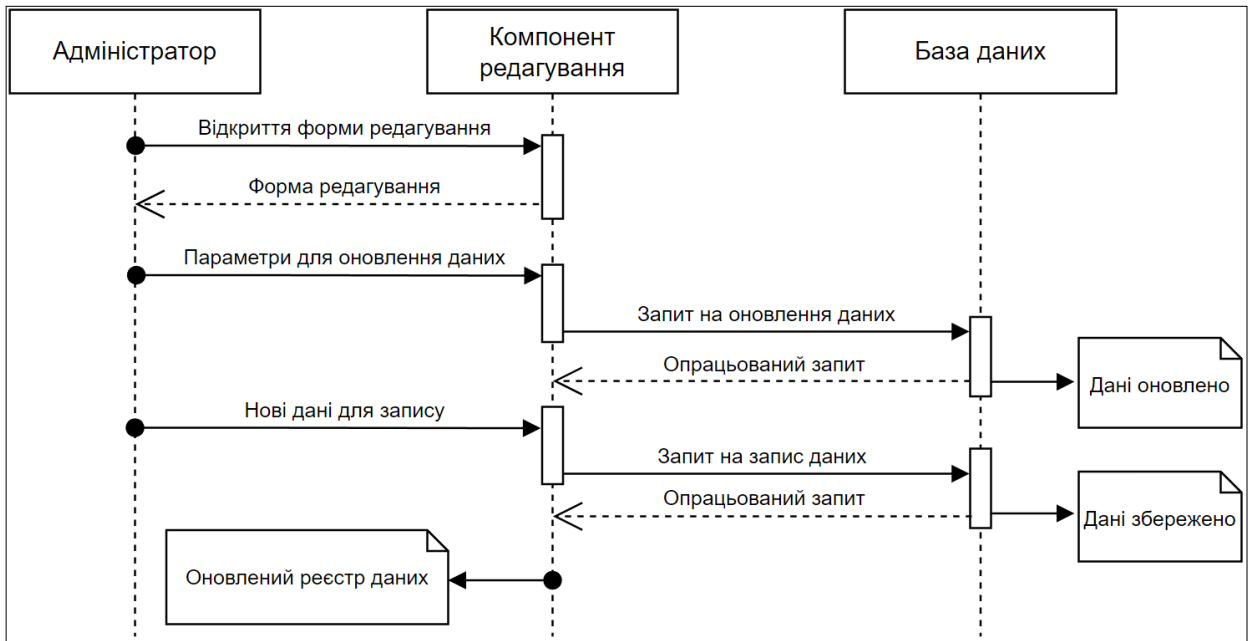 Адміністратор
Компонент
редагування
База даних
Відкриття форми редагування
Форма редагування
Параметри для оновлення даних
Запит на оновлення даних
Опрацьований запит
Дані оновлено
Нові дані для запису
Запит на запис даних
Опрацьований запит
Дані збережено
Оновлений реєстр даних